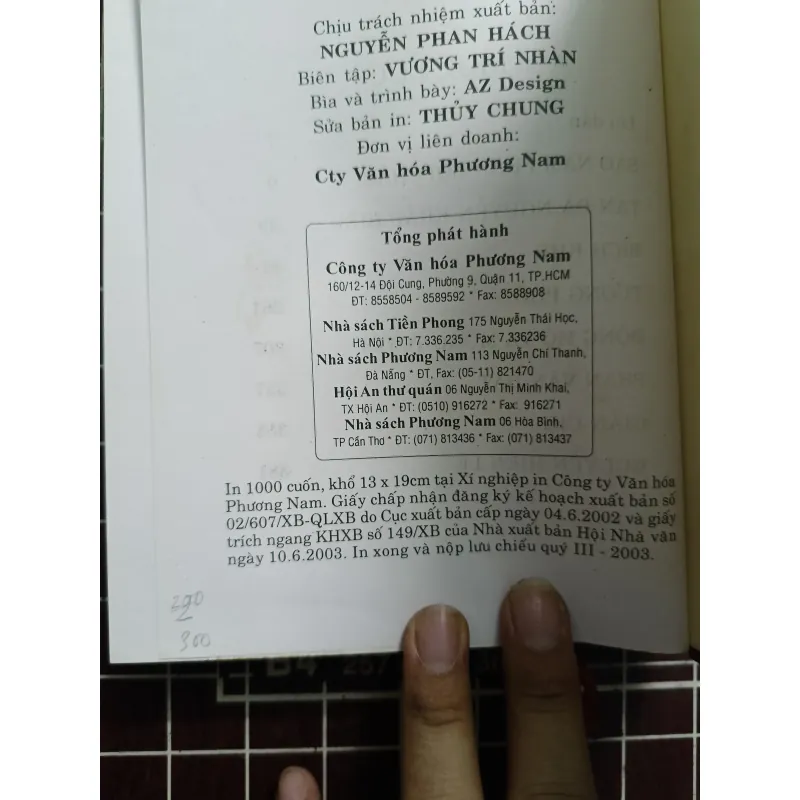 Chịu trách nhiệm xuất bản:
NGUYỄN PHAN HÁCH
Biên tập: VƯƠNG TRÍ NHÀN
Bìa và trình bày: AZ Design
Sửa bản in: THỦY CHUNG
Đơn vị liên doanh:
Cty Văn hóa Phương Nam
Tổng phát hành
Công ty Văn hóa Phương Nam
160/12-14 Đội Cung, Phường 9, Quận 11, TP.HCM
ĐT: 8558504 - 8589592 * Fax: 8588908
Nhà sách Tiền Phong 175 Nguyễn Thái Học,
Hà Nội * ĐT: 7.336.235 * Fax: 7.336236
Nhà sách Phương Nam 113 Nguyễn Chí Thanh,
Đà Nẵng * ĐT, Fax: (05-11) 821470
Hội An thư quán 06 Nguyễn Thị Minh Khai,
TX Hội An * ĐT: (0510) 916272 * Fax: 916271
Nhà sách Phương Nam 06 Hòa Bình,
TP Cần Thơ * ĐT: (071) 813436 * Fax: (071) 813437
In 1000 cuốn, khổ 13 x 19cm tại Xí nghiệp in Công ty Văn hóa
Phương Nam. Giấy chấp nhận đăng ký kế hoạch xuất bản số
02/607/XB-QLXB do Cục xuất bản cấp ngày 04.6.2002 và giấy
trích ngang KHXB số 149/XB của Nhà xuất bản Hội Nhà văn
ngày 10.6.2003. In xong và nộp lưu chiểu quý III - 2003.
300
B4 257